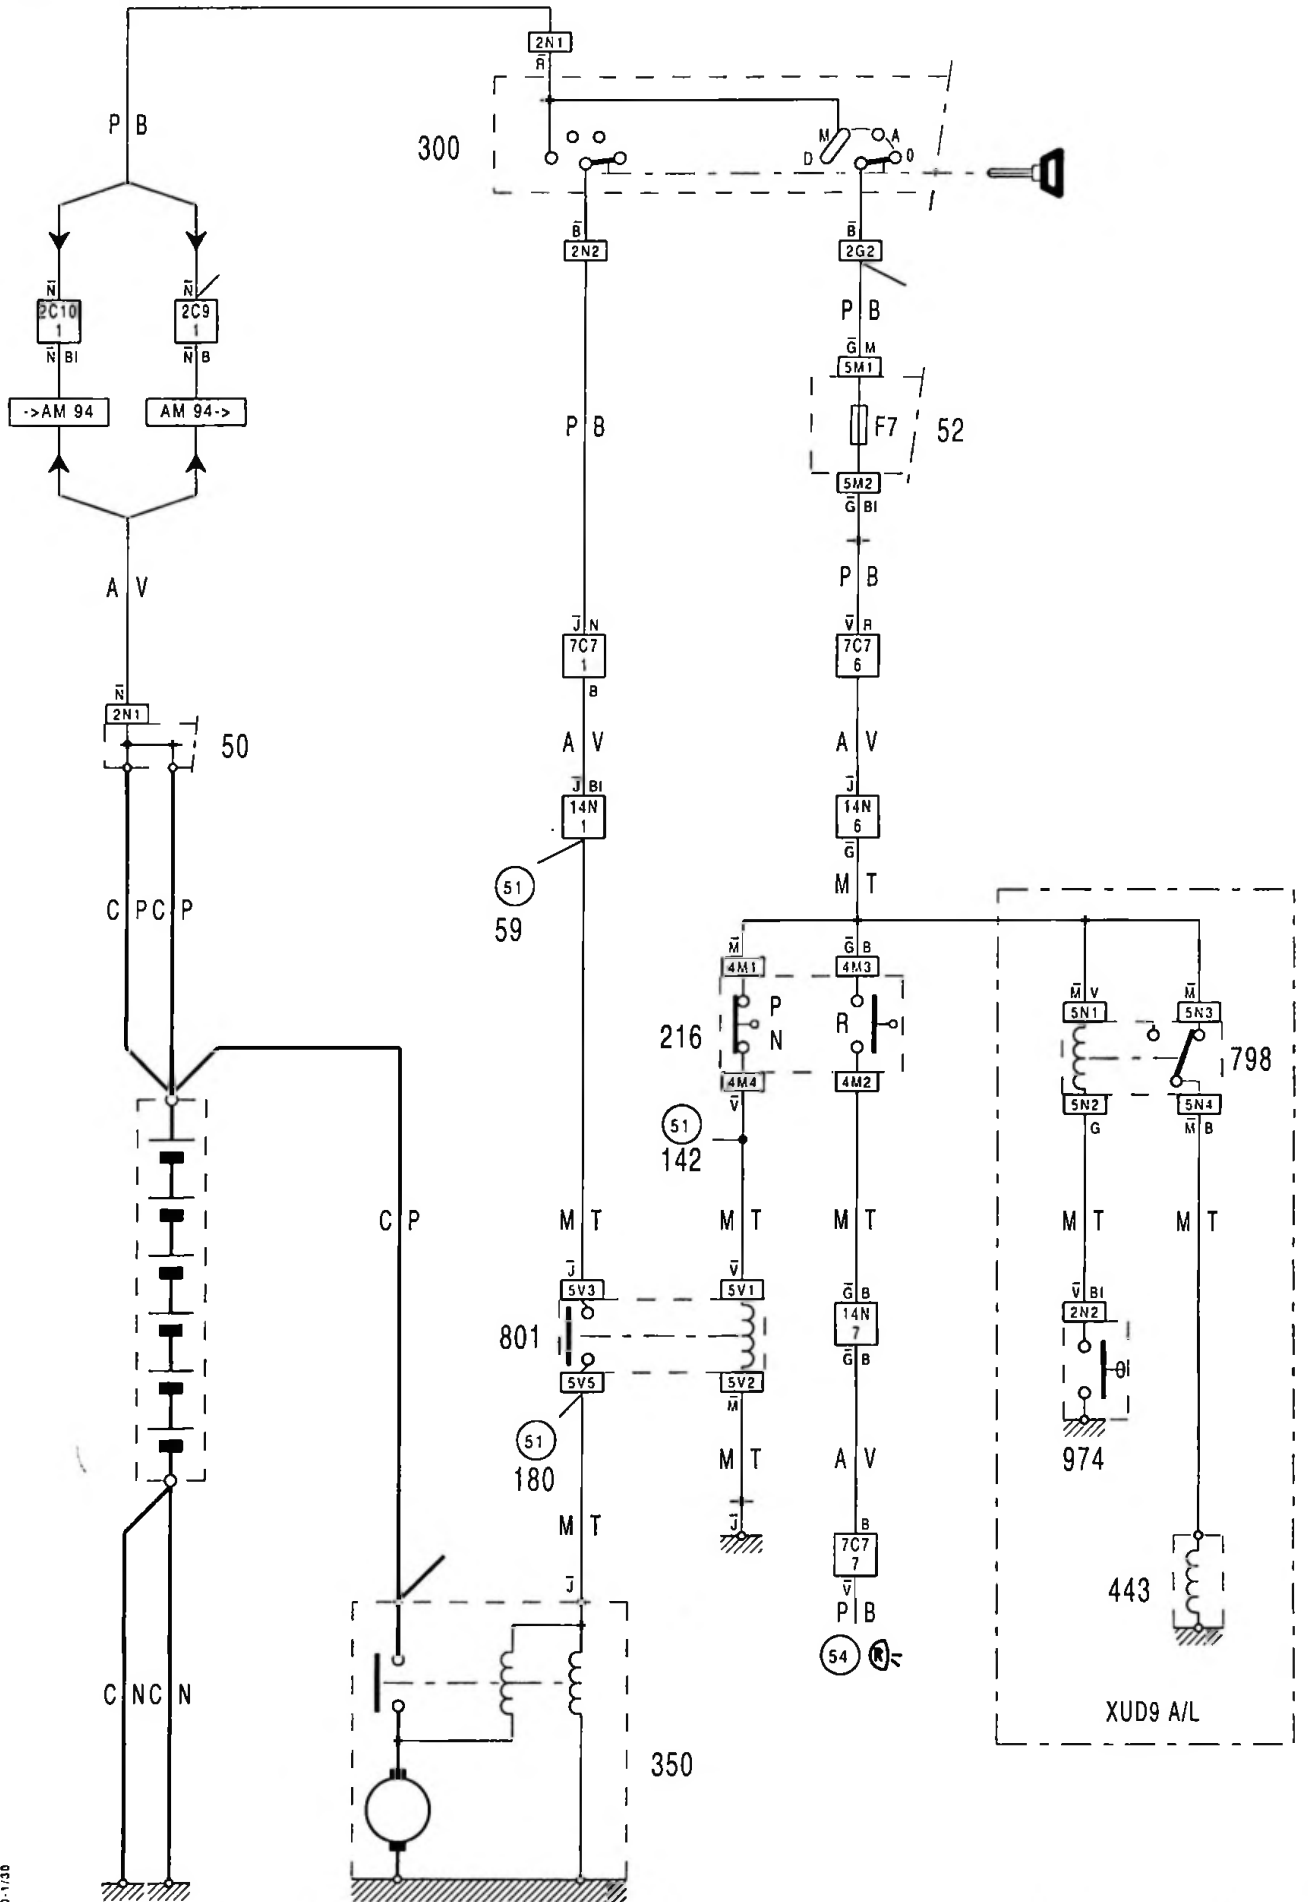 2N1
R̄
P B
300
M
A
D
0
B̄
2N2
B̄
2G2
N̄
2C10
1
N̄ BI
N̄
2C9
1
N̄ B
->AM 94
AM 94->
P B
Ḡ M
5M1
F7
52
5M2
Ḡ BI
P B
P B
A V
J̄ N
7C7
1
B
V̄ R
7C7
6
N̄
2N1
50
A V
A V
J̄ BI
14N
1
J̄
14N
6
Ḡ
51
59
M T
C P C P
M̄
4M1
Ḡ B
4M3
216
P
N
R
4M4
V̄
4M2
M̄ V
5N1
M̄
5N3
798
5N2
G
5N4
M̄ B
51
142
C P
M T
M T
M T
M T
M T
J̄
5V3
V̄
5V1
Ḡ B
14N
7
Ḡ B
V̄ BI
2N2
801
5V5
5V2
M̄
51
180
M T
A V
974
M T
J̄
B
7C7
7
V̄
P B
J̄
443
54
R
C N C N
XUD9 A/L
350